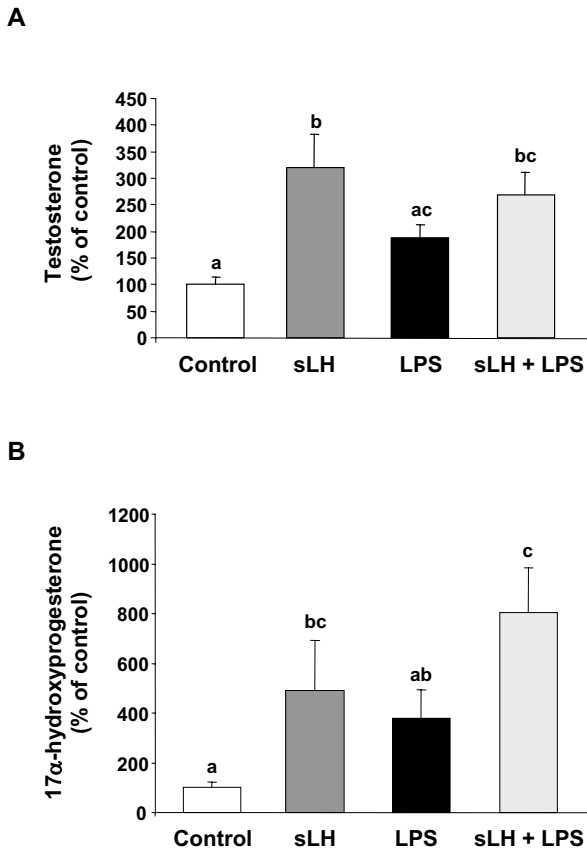 A
Testosterone
(% of control)
450
400
350
300
250
200
150
100
50
0
a
b
ac
bc
Control sLH LPS sLH + LPS
B
17α-hydroxyprogesterone
(% of control)
1200
1000
800
600
400
200
0
a
bc
ab
c
Control sLH LPS sLH + LPS